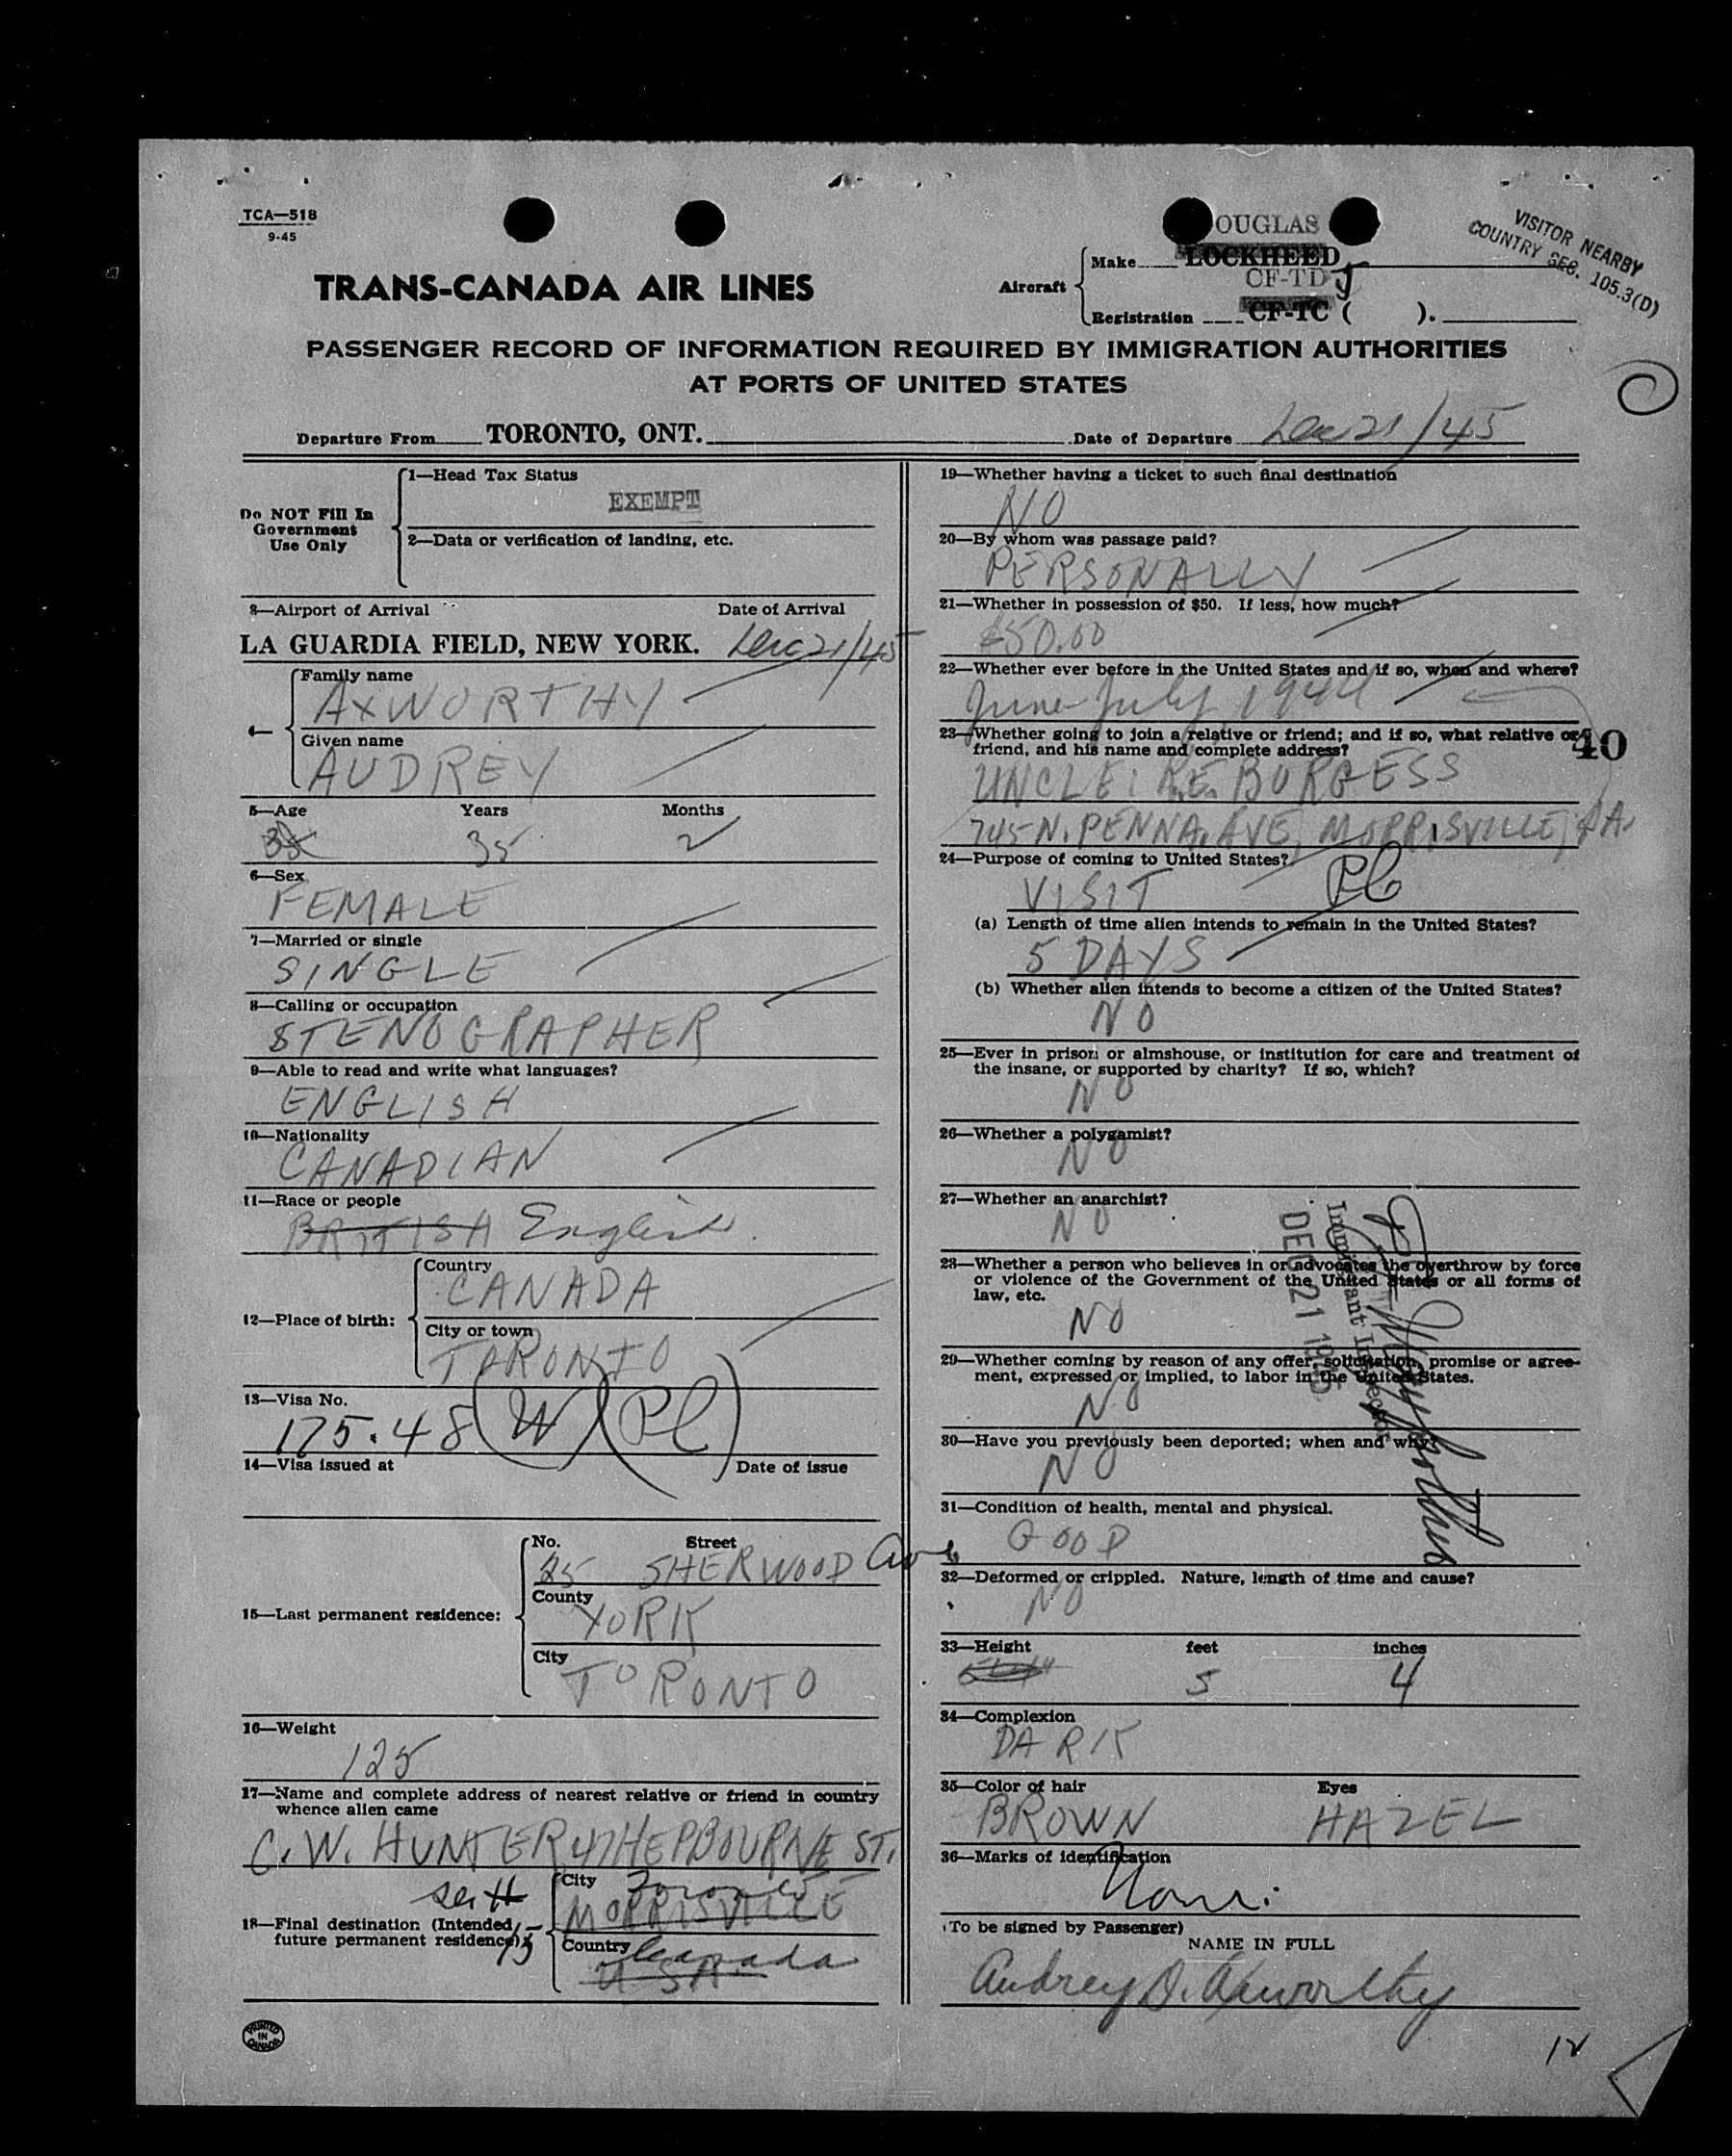 TCA—518
9-45
OUGLAS
VISITOR NEARBY
COUNTRY SEC. 105.3(D)
TRANS-CANADA AIR LINES
Aircraft
Make LOCKHEED
CF-TD J
Registration CF-TC ( ).
PASSENGER RECORD OF INFORMATION REQUIRED BY IMMIGRATION AUTHORITIES
AT PORTS OF UNITED STATES
Departure From TORONTO, ONT. Date of Departure Dec 21/45
Do NOT Fill In
Government
Use Only
1—Head Tax Status
EXEMPT
2—Data or verification of landing, etc.
3—Airport of Arrival Date of Arrival
LA GUARDIA FIELD, NEW YORK. Dec 21/45
4—
Family name
AXWORTHY
Given name
AUDREY
5—Age Years Months
35 35 2
6—Sex
FEMALE
7—Married or single
SINGLE
8—Calling or occupation
STENOGRAPHER
9—Able to read and write what languages?
ENGLISH
10—Nationality
CANADIAN
11—Race or people
BRITISH English.
12—Place of birth:
Country
CANADA
City or town
TORONTO
13—Visa No.
175.48 (W) (PL)
14—Visa issued at Date of issue
15—Last permanent residence:
No. Street
25 SHERWOOD Ave
County
YORK
City
TORONTO
16—Weight
125
17—Name and complete address of nearest relative or friend in country
whence alien came
C. W. HUNTER 47 HEPBOURNE ST.
18—Final destination (Intended
future permanent residence)
15
City Toronto
MORRISVILLE
Country Canada
U.S.A.
PRINTED
IN
CANADA
19—Whether having a ticket to such final destination
NO
20—By whom was passage paid?
PERSONALLY
21—Whether in possession of $50. If less, how much?
$50.00
22—Whether ever before in the United States and if so, when and where?
June-July 1944
23—Whether going to join a relative or friend; and if so, what relative or
friend, and his name and complete address?
40
UNCLE: R.E. BURGESS
745 N. PENNA. AVE, MORRISVILLE, PA.
24—Purpose of coming to United States?
VISIT PL
(a) Length of time alien intends to remain in the United States?
5 DAYS
(b) Whether alien intends to become a citizen of the United States?
NO
25—Ever in prison or almshouse, or institution for care and treatment of
the insane, or supported by charity? If so, which?
NO
26—Whether a polygamist?
NO
27—Whether an anarchist?
NO
DEC 21 1945
Immigrant Inspector
28—Whether a person who believes in or advocates the overthrow by force
or violence of the Government of the United States or all forms of
law, etc.
NO
29—Whether coming by reason of any offer, solicitation, promise or agree-
ment, expressed or implied, to labor in the United States.
NO
30—Have you previously been deported; when and why?
NO
31—Condition of health, mental and physical.
GOOD
32—Deformed or crippled. Nature, length of time and cause?
NO
33—Height feet inches
5 4
34—Complexion
DARK
35—Color of hair Eyes
BROWN HAZEL
36—Marks of identification
None.
(To be signed by Passenger)
NAME IN FULL
Audrey D. Axworthy
12